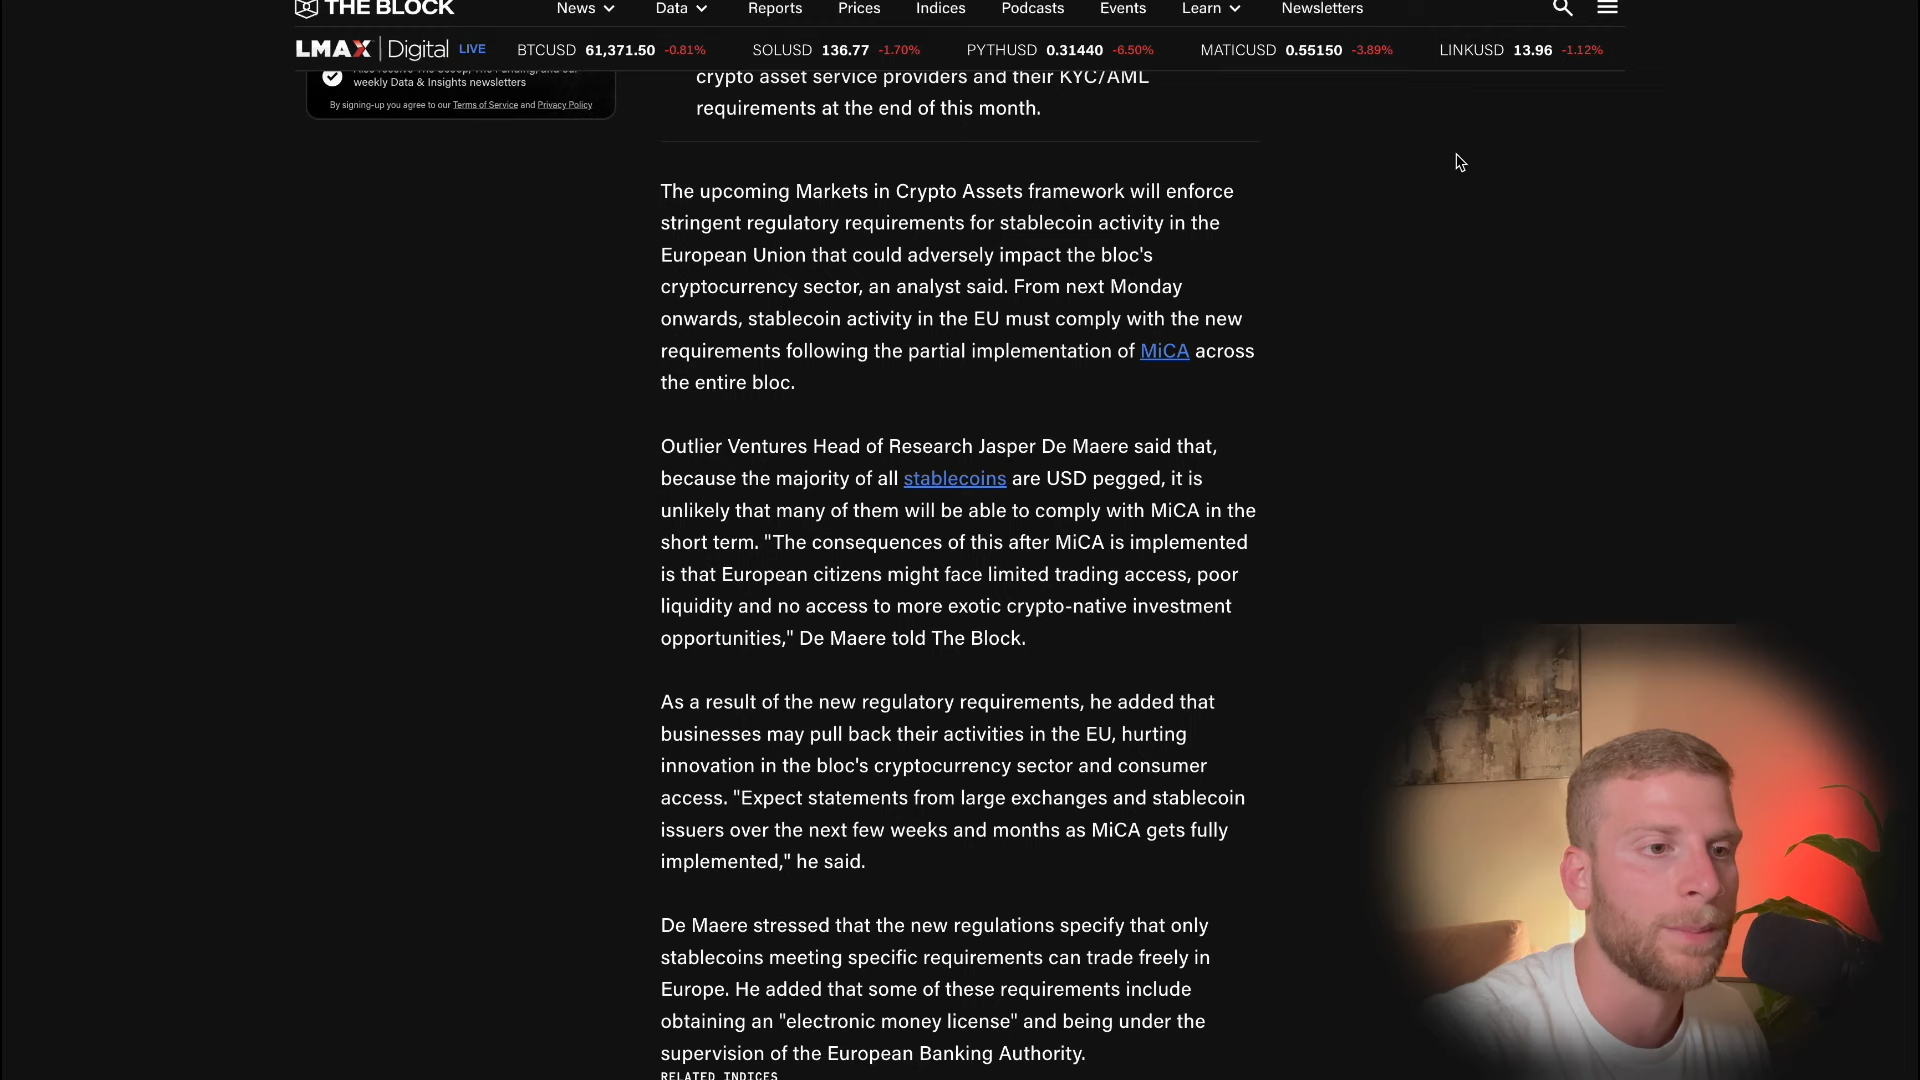 THE BLOCK
News Data Reports Prices Indices Podcasts Events Learn Newsletters
LMAX Digital LIVE BTCUSD 61,371.50 -0.81% SOLUSD 136.77 -1.70% PYTHUSD 0.31440 -6.50% MATICUSD 0.55150 -3.89% LINKUSD 13.96 -1.12%
weekly Data & Insights newsletters
By signing-up you agree to our Terms of Service and Privacy Policy
crypto asset service providers and their KYC/AML
requirements at the end of this month.
The upcoming Markets in Crypto Assets framework will enforce
stringent regulatory requirements for stablecoin activity in the
European Union that could adversely impact the bloc's
cryptocurrency sector, an analyst said. From next Monday
onwards, stablecoin activity in the EU must comply with the new
requirements following the partial implementation of MiCA across
the entire bloc.
Outlier Ventures Head of Research Jasper De Maere said that,
because the majority of all stablecoins are USD pegged, it is
unlikely that many of them will be able to comply with MiCA in the
short term. "The consequences of this after MiCA is implemented
is that European citizens might face limited trading access, poor
liquidity and no access to more exotic crypto-native investment
opportunities," De Maere told The Block.
As a result of the new regulatory requirements, he added that
businesses may pull back their activities in the EU, hurting
innovation in the bloc's cryptocurrency sector and consumer
access. "Expect statements from large exchanges and stablecoin
issuers over the next few weeks and months as MiCA gets fully
implemented," he said.
De Maere stressed that the new regulations specify that only
stablecoins meeting specific requirements can trade freely in
Europe. He added that some of these requirements include
obtaining an "electronic money license" and being under the
supervision of the European Banking Authority.
RELATED INDICES